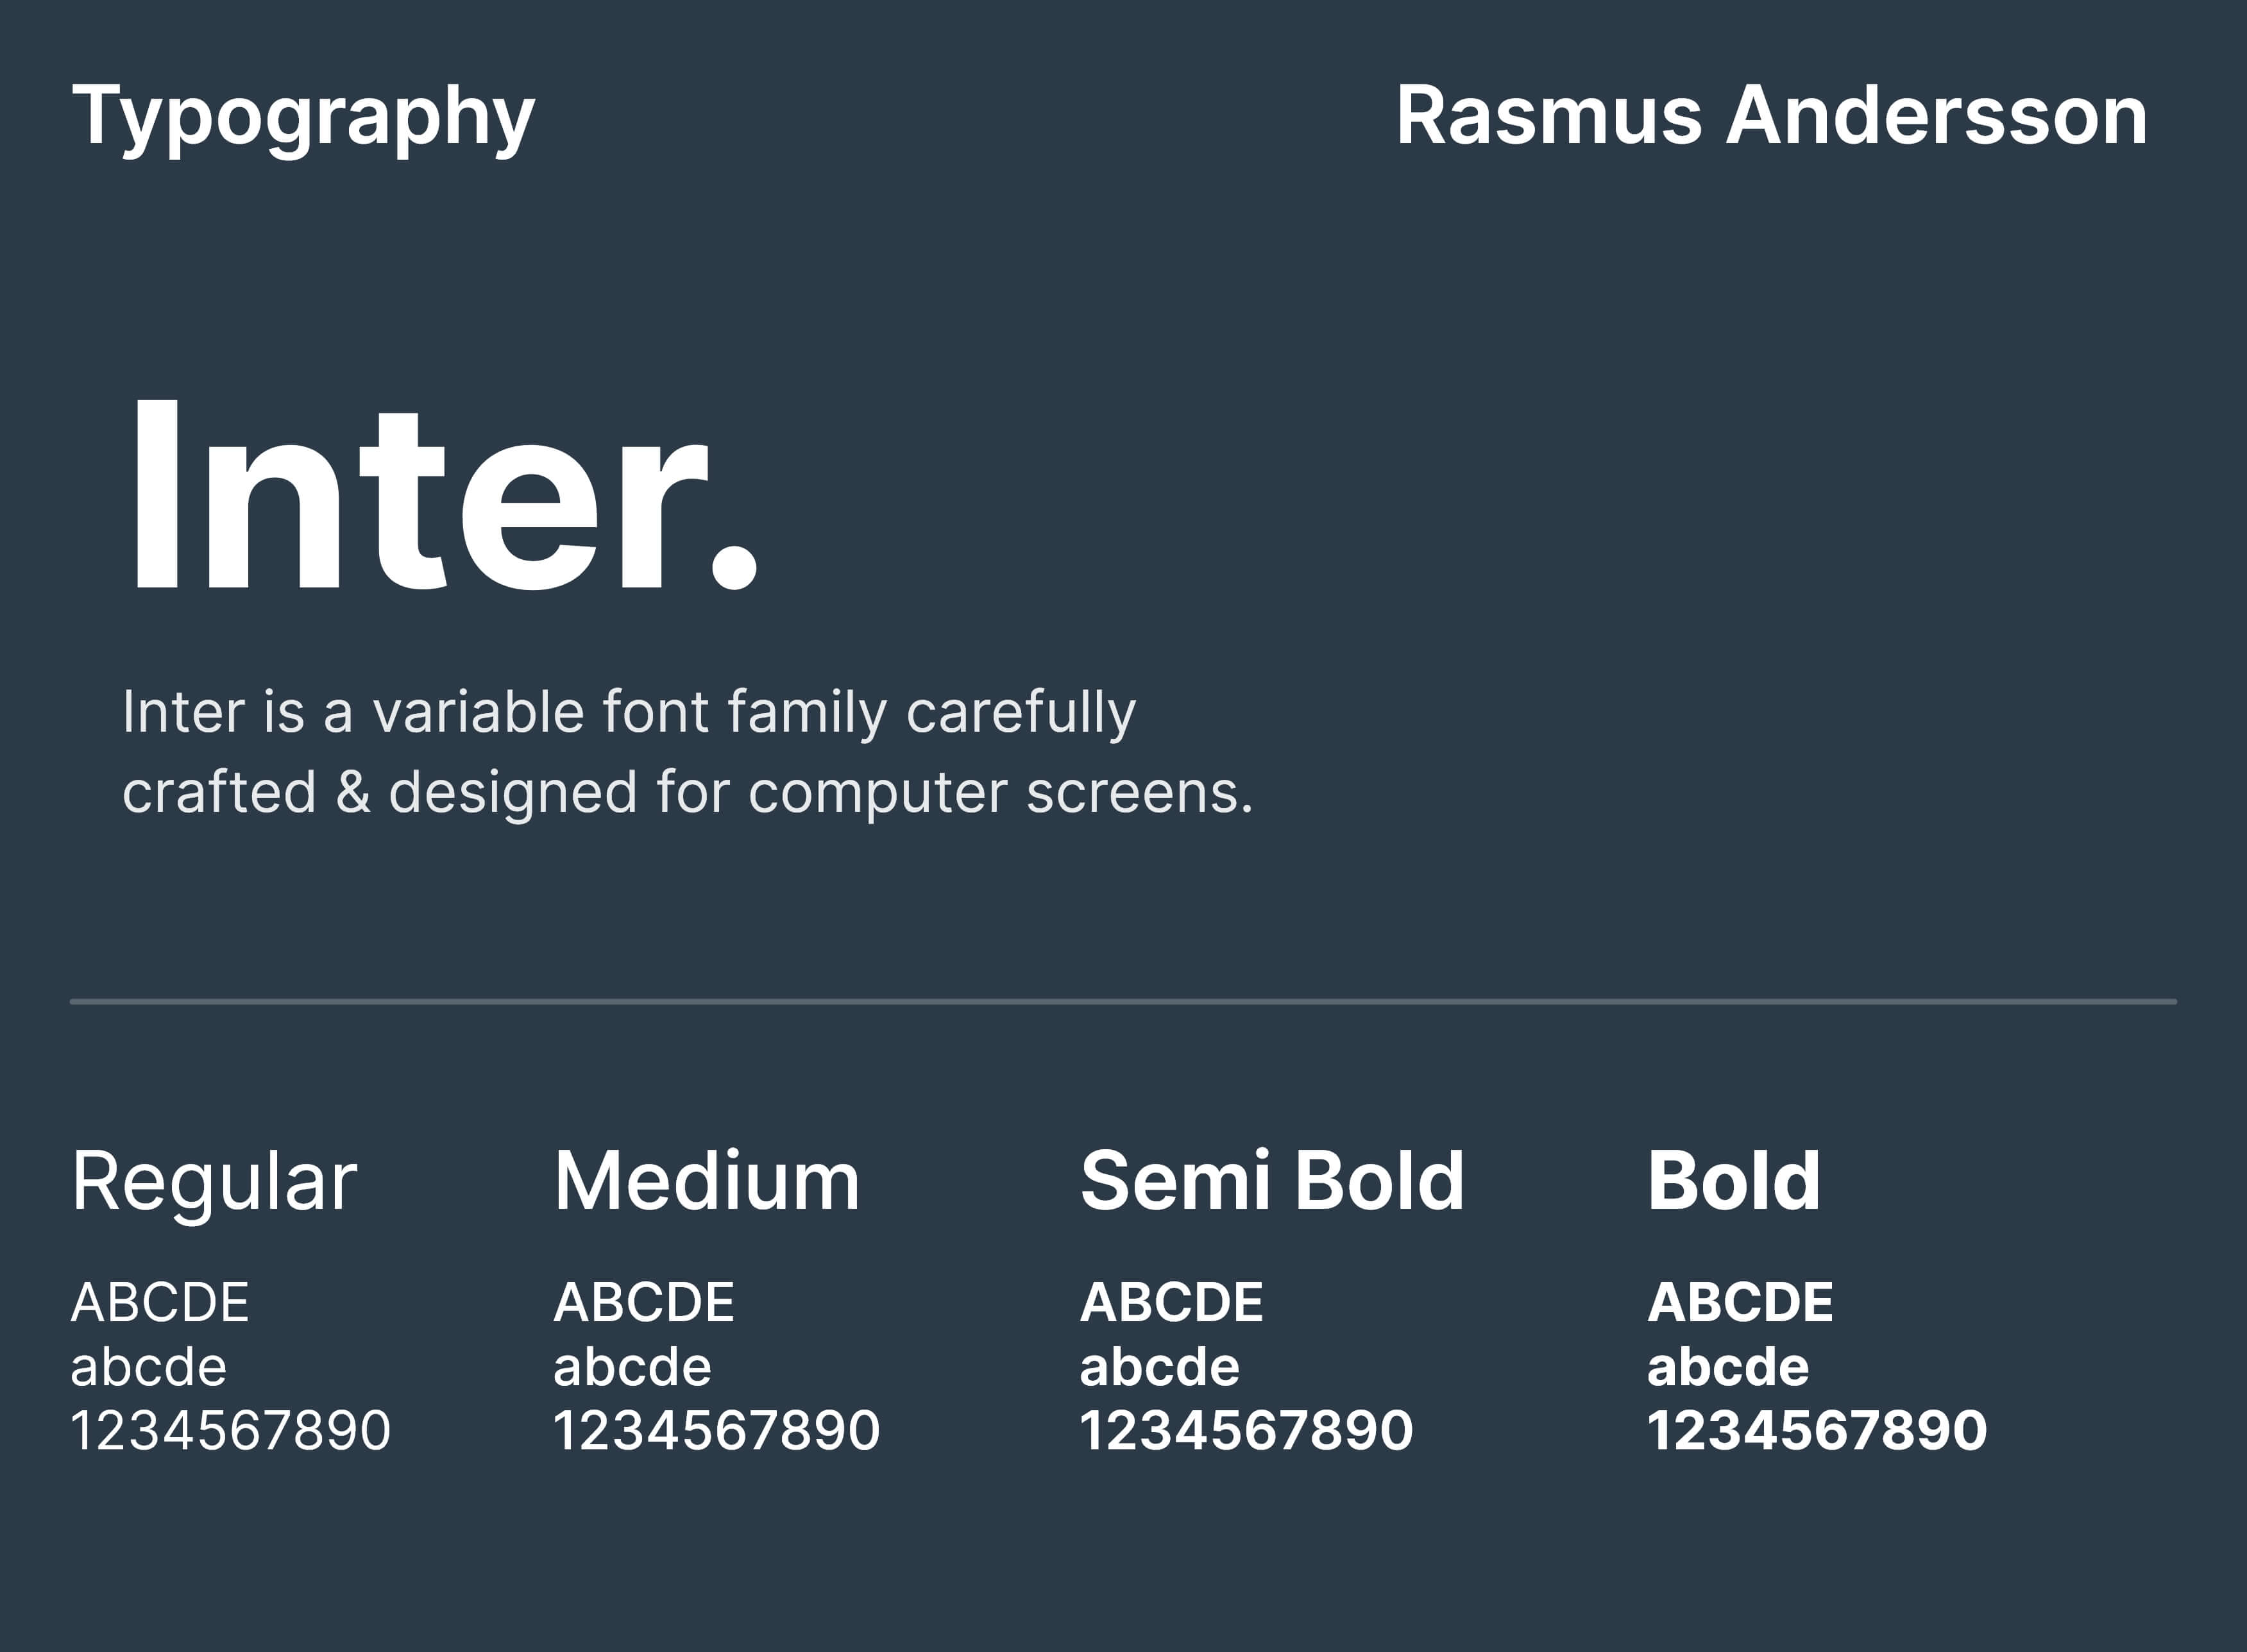 Typography
Rasmus Andersson
Inter.
Inter is a variable font family carefully
crafted & designed for computer screens.
Regular
ABCDE
abcde
1234567890
Medium
ABCDE
abcde
1234567890
Semi Bold
ABCDE
abcde
1234567890
Bold
ABCDE
abcde
1234567890